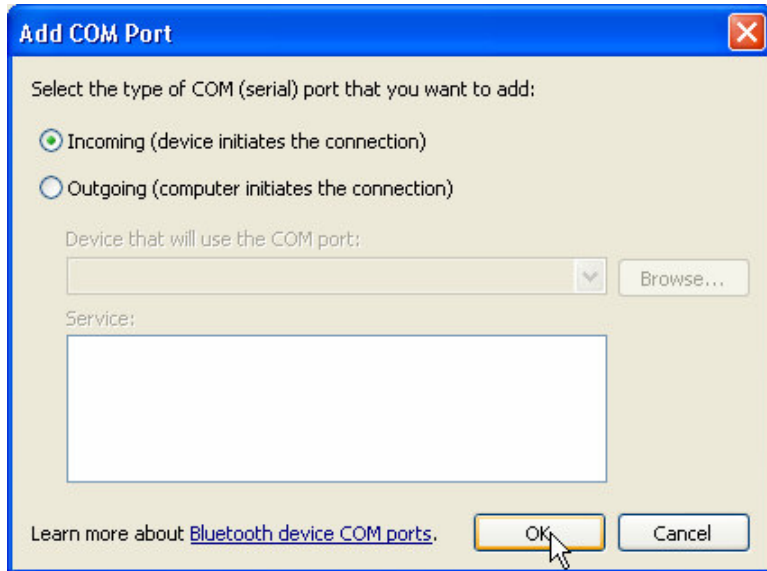 Add COM Port
Select the type of COM (serial) port that you want to add:
Incoming (device initiates the connection)
Outgoing (computer initiates the connection)
Device that will use the COM port:
Browse...
Service:
Learn more about Bluetooth device COM ports.
OK
Cancel